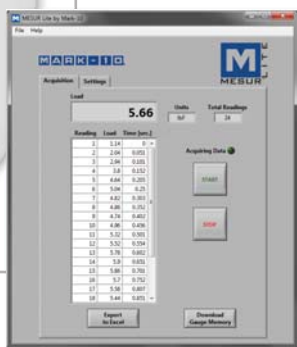 MESUR Lite by Mark-10
File Help
MARK-10
M
LITE
MESUR
Acquisition Settings
Load
5.66
Units
lbF
Total Readings
24
Reading Load Time [sec.]
1 1.14 0
2 2.04 0.051
3 2.94 0.101
4 3.8 0.152
5 4.64 0.205
6 5.04 0.25
7 4.82 0.303
8 4.86 0.352
9 4.74 0.402
10 4.86 0.456
11 5.32 0.501
12 5.52 0.554
13 5.78 0.602
14 5.9 0.651
15 5.86 0.701
16 5.7 0.752
17 5.58 0.807
18 5.44 0.851
Acquiring Data
START
STOP
Export
to Excel
Download
Gauge Memory